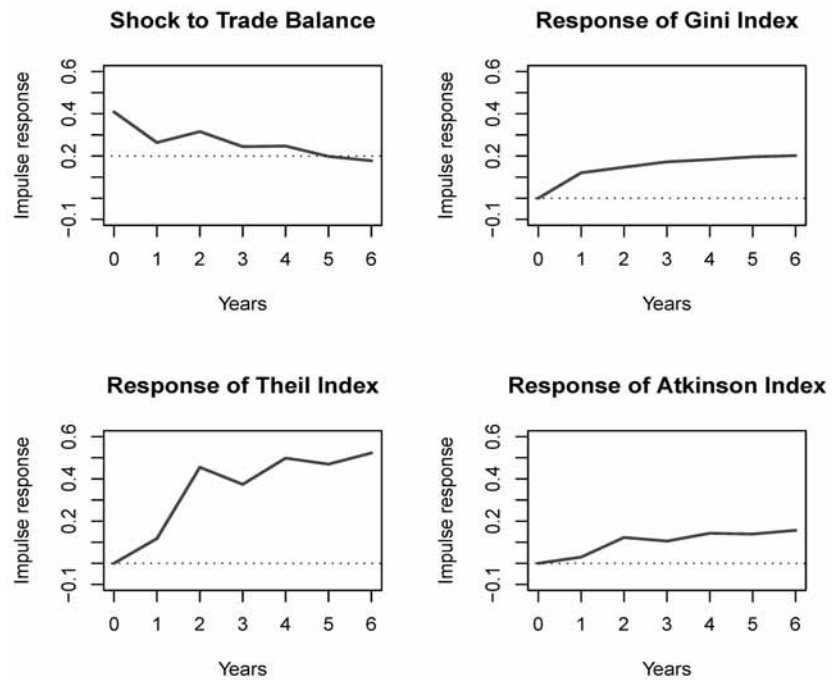 Shock to Trade Balance
Impulse response
0.6
0.4
0.2
−0.1
0 1 2 3 4 5 6
Years
Response of Gini Index
Impulse response
0.6
0.4
0.2
−0.1
0 1 2 3 4 5 6
Years
Response of Theil Index
Impulse response
0.6
0.4
0.2
−0.1
0 1 2 3 4 5 6
Years
Response of Atkinson Index
Impulse response
0.6
0.4
0.2
−0.1
0 1 2 3 4 5 6
Years